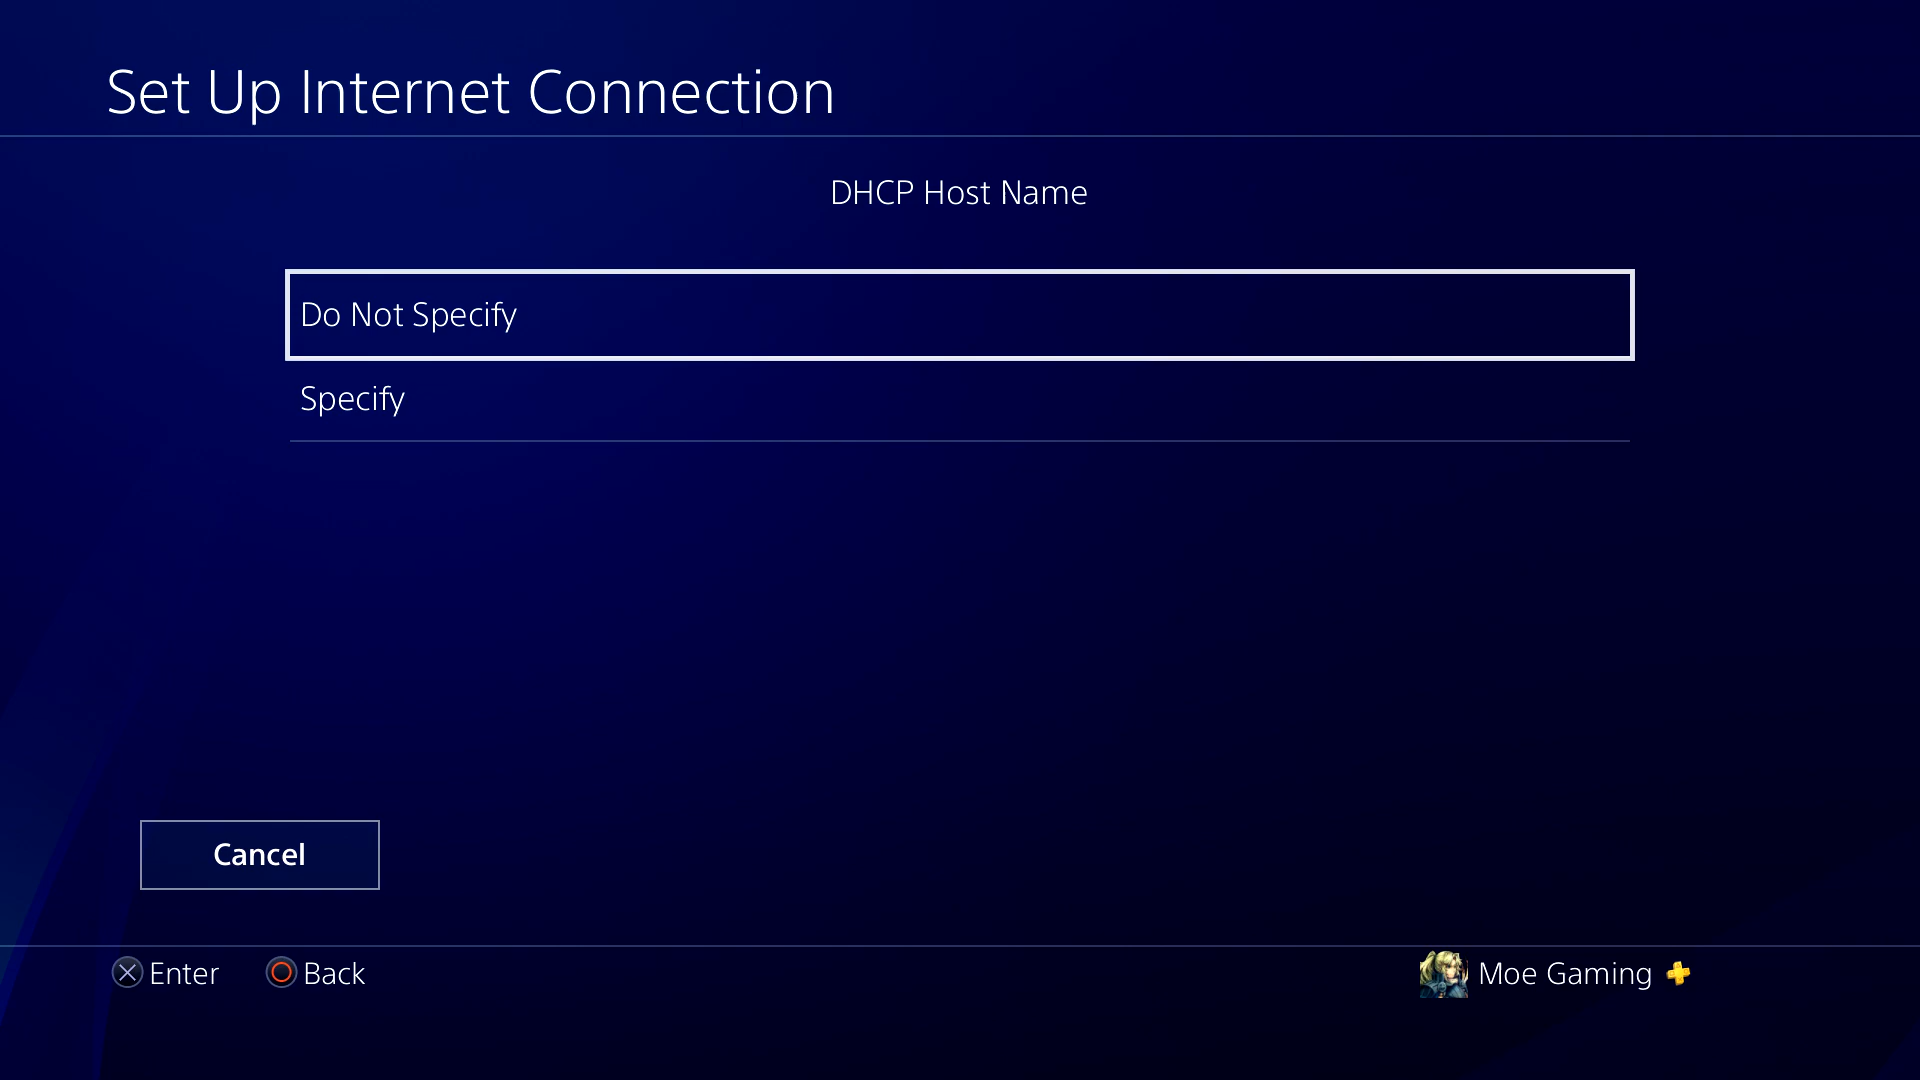 Set Up Internet Connection
DHCP Host Name
Do Not Specify
Specify
Cancel
Enter Back Moe Gaming